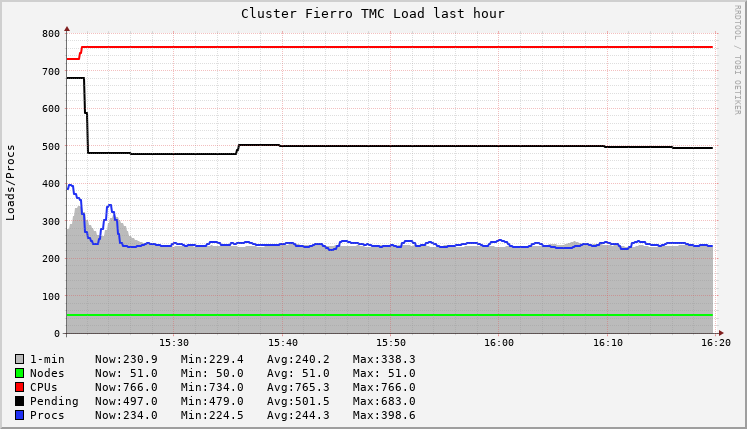 Cluster Fierro TMC Load last hour
RRDTOOL / TOBI OETIKER
Loads/Procs
800
700
600
500
400
300
200
100
0
15:30 15:40 15:50 16:00 16:10 16:20
1-min Now:230.9 Min:229.4 Avg:240.2 Max:338.3
Nodes Now: 51.0 Min: 50.0 Avg: 51.0 Max: 51.0
CPUs Now:766.0 Min:734.0 Avg:765.3 Max:766.0
Pending Now:497.0 Min:479.0 Avg:501.5 Max:683.0
Procs Now:234.0 Min:224.5 Avg:244.3 Max:398.6